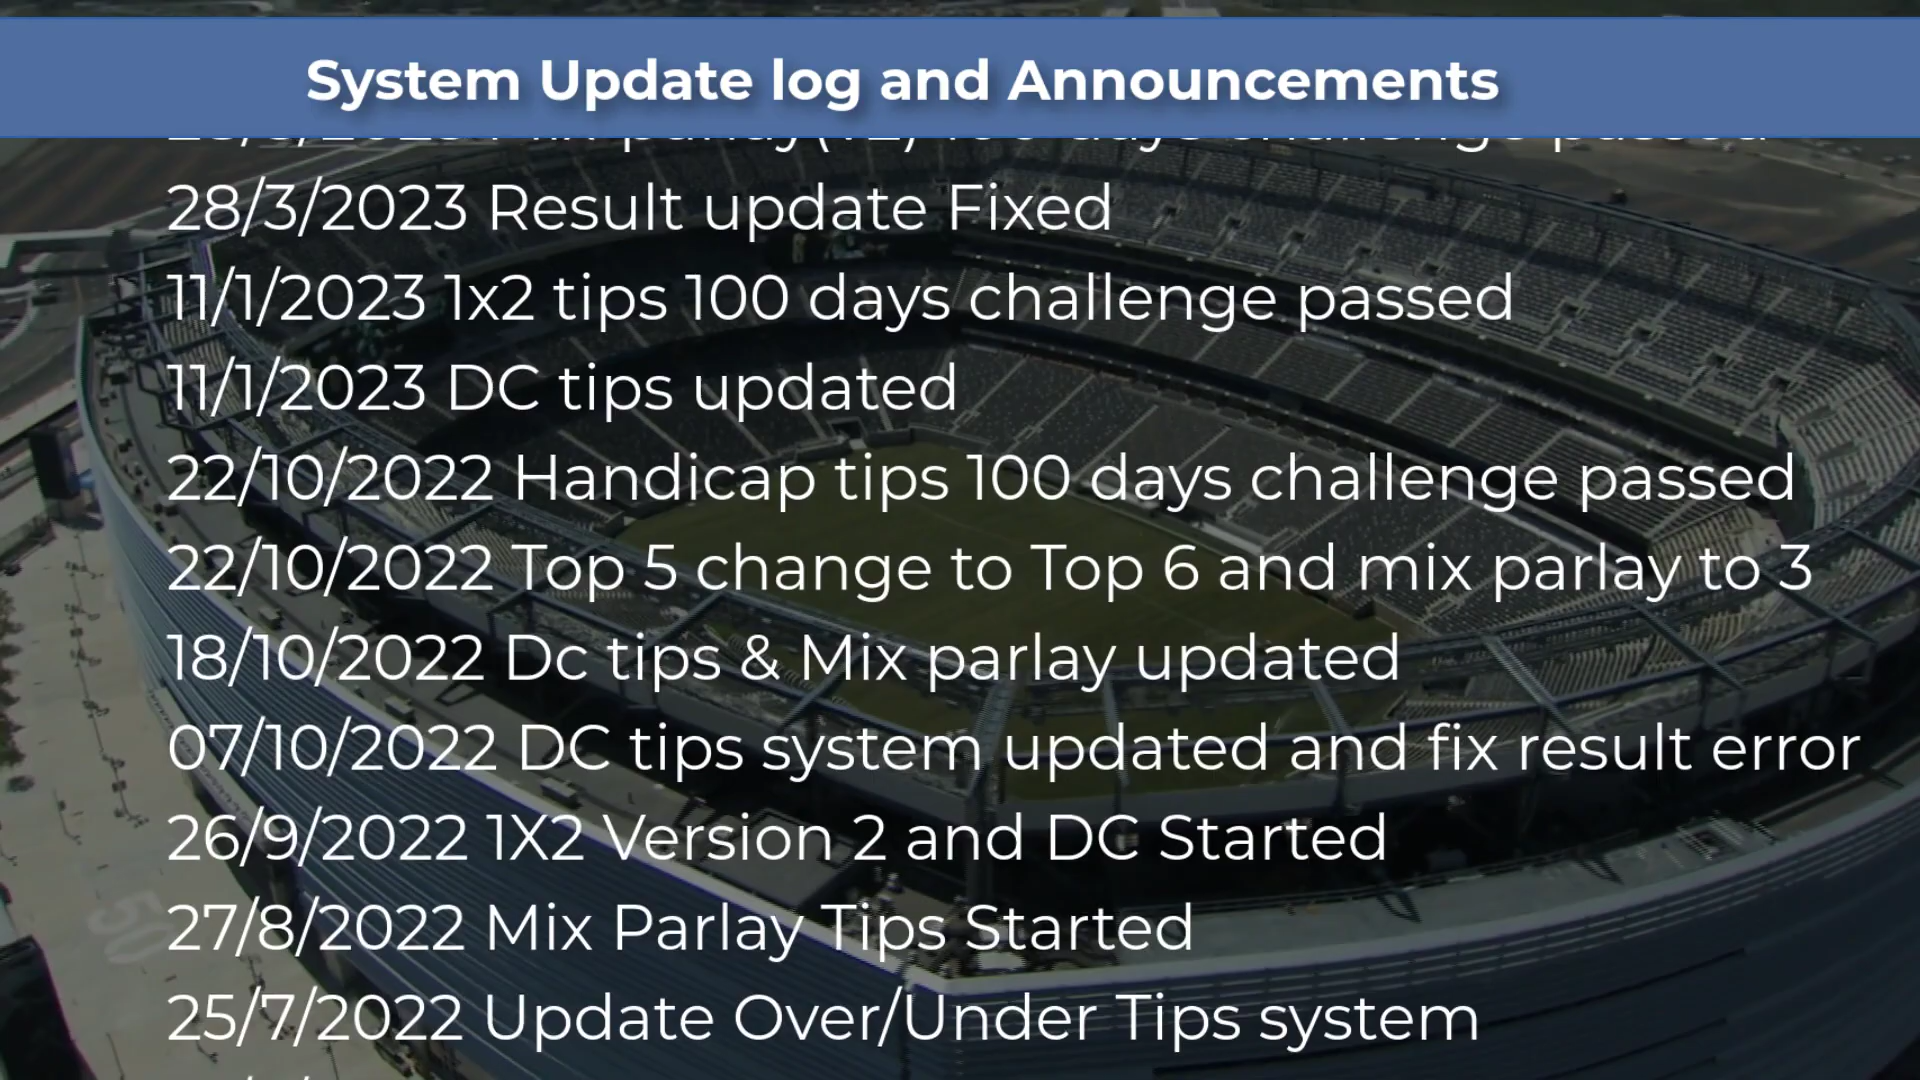 System Update log and Announcements
28/3/2023 Result update Fixed
11/1/2023 1x2 tips 100 days challenge passed
11/1/2023 DC tips updated
22/10/2022 Handicap tips 100 days challenge passed
22/10/2022 Top 5 change to Top 6 and mix parlay to 3
18/10/2022 Dc tips & Mix parlay updated
07/10/2022 DC tips system updated and fix result error
26/9/2022 1X2 Version 2 and DC Started
27/8/2022 Mix Parlay Tips Started
25/7/2022 Update Over/Under Tips system